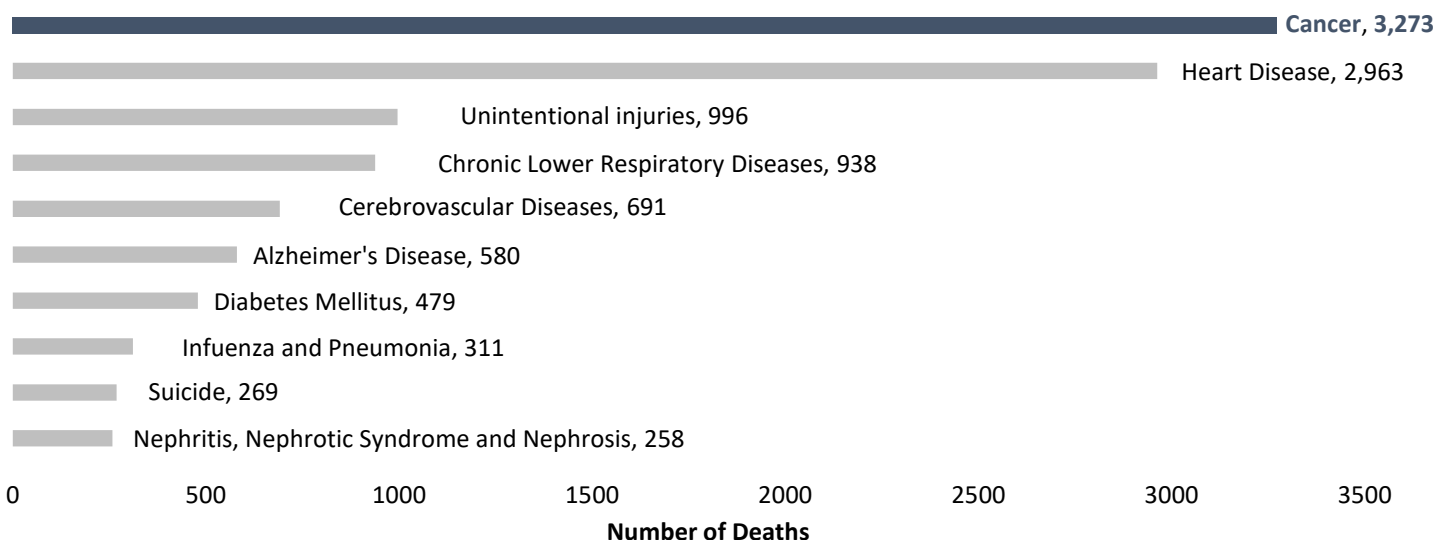 Cancer, 3,273
Heart Disease, 2,963
Unintentional injuries, 996
Chronic Lower Respiratory Diseases, 938
Cerebrovascular Diseases, 691
Alzheimer's Disease, 580
Diabetes Mellitus, 479
Infuenza and Pneumonia, 311
Suicide, 269
Nephritis, Nephrotic Syndrome and Nephrosis, 258
0 500 1000 1500 2000 2500 3000 3500
Number of Deaths